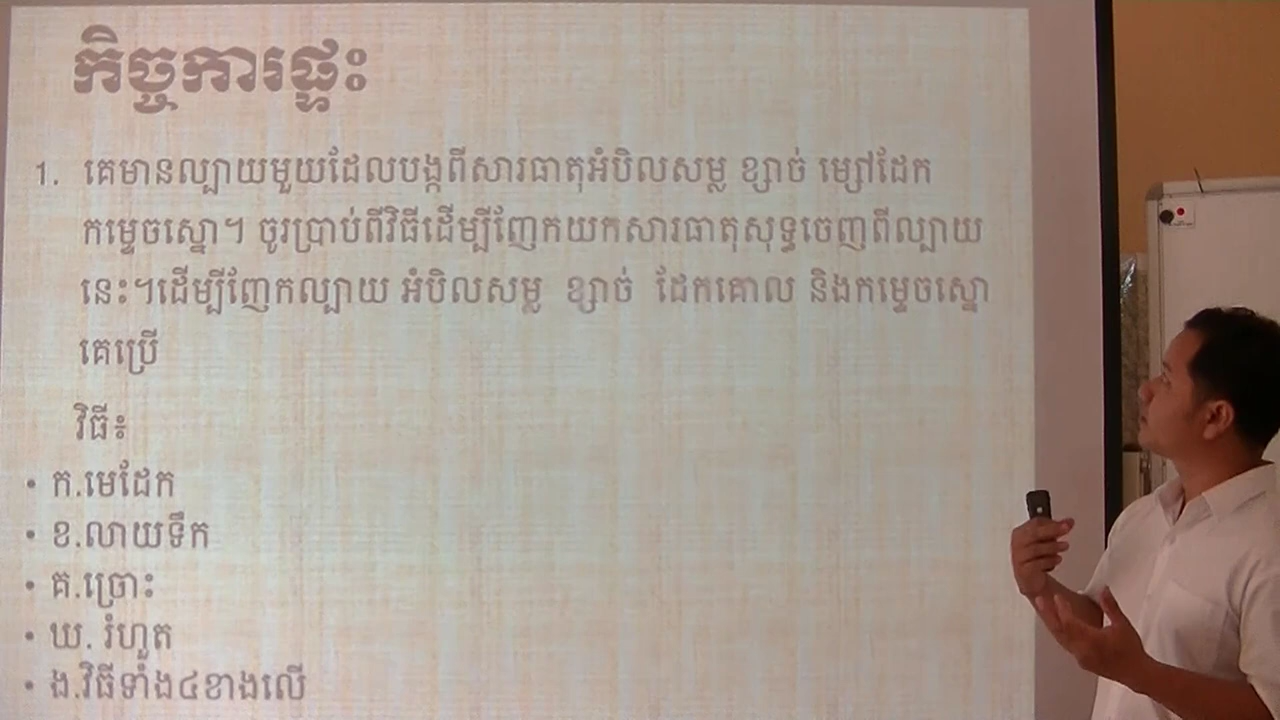 កិច្ចការផ្ទះ
1. គេមានល្បាយមួយដែលបង្កពីសារធាតុអំបិលសម្ល ខ្សាច់ ម្សៅដែក
កម្ទេចស្នោ។ ចូរប្រាប់ពីវិធីដើម្បីញែកយកសារធាតុសុទ្ធចេញពីល្បាយ
នេះ។ដើម្បីញែកល្បាយ អំបិលសម្ល ខ្សាច់ ដែកគោល និងកម្ទេចស្នោ
គេប្រើ
វិធី៖
• ក.មេដែក
• ខ.លាយទឹក
• គ.ច្រោះ
• ឃ. រំហួត
• ង.វិធីទាំង៤ខាងលើ